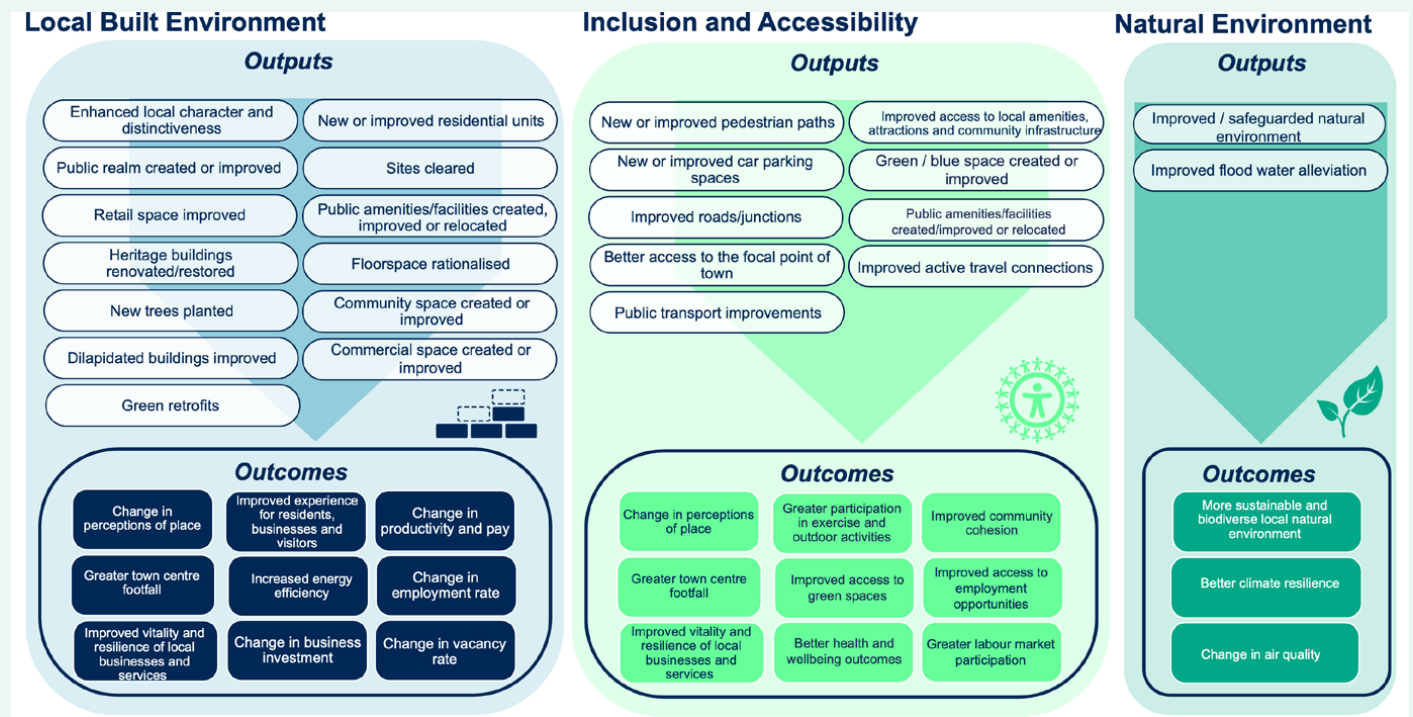 Local Built Environment
Outputs
Enhanced local character and
distinctiveness
New or improved residential units
Public realm created or improved
Sites cleared
Retail space improved
Public amenities/facilities created,
improved or relocated
Heritage buildings
renovated/restored
Floorspace rationalised
New trees planted
Community space created or
improved
Dilapidated buildings improved
Commercial space created or
improved
Green retrofits
Outcomes
Change in
perceptions of place
Improved experience
for residents,
businesses and
visitors
Change in
productivity and pay
Greater town centre
footfall
Increased energy
efficiency
Change in
employment rate
Improved vitality and
resilience of local
businesses and
services
Change in business
investment
Change in vacancy
rate
Inclusion and Accessibility
Outputs
New or improved pedestrian paths
Improved access to local amenities,
attractions and community infrastructure
New or improved car parking
spaces
Green / blue space created or
improved
Improved roads/junctions
Public amenities/facilities
created/improved or relocated
Better access to the focal point of
town
Improved active travel connections
Public transport improvements
Outcomes
Change in perceptions
of place
Greater participation
in exercise and
outdoor activities
Improved community
cohesion
Greater town centre
footfall
Improved access to
green spaces
Improved access to
employment
opportunities
Improved vitality and
resilience of local
businesses and
services
Better health and
wellbeing outcomes
Greater labour market
participation
Natural Environment
Outputs
Improved / safeguarded natural
environment
Improved flood water alleviation
Outcomes
More sustainable and
biodiverse local natural
environment
Better climate resilience
Change in air quality